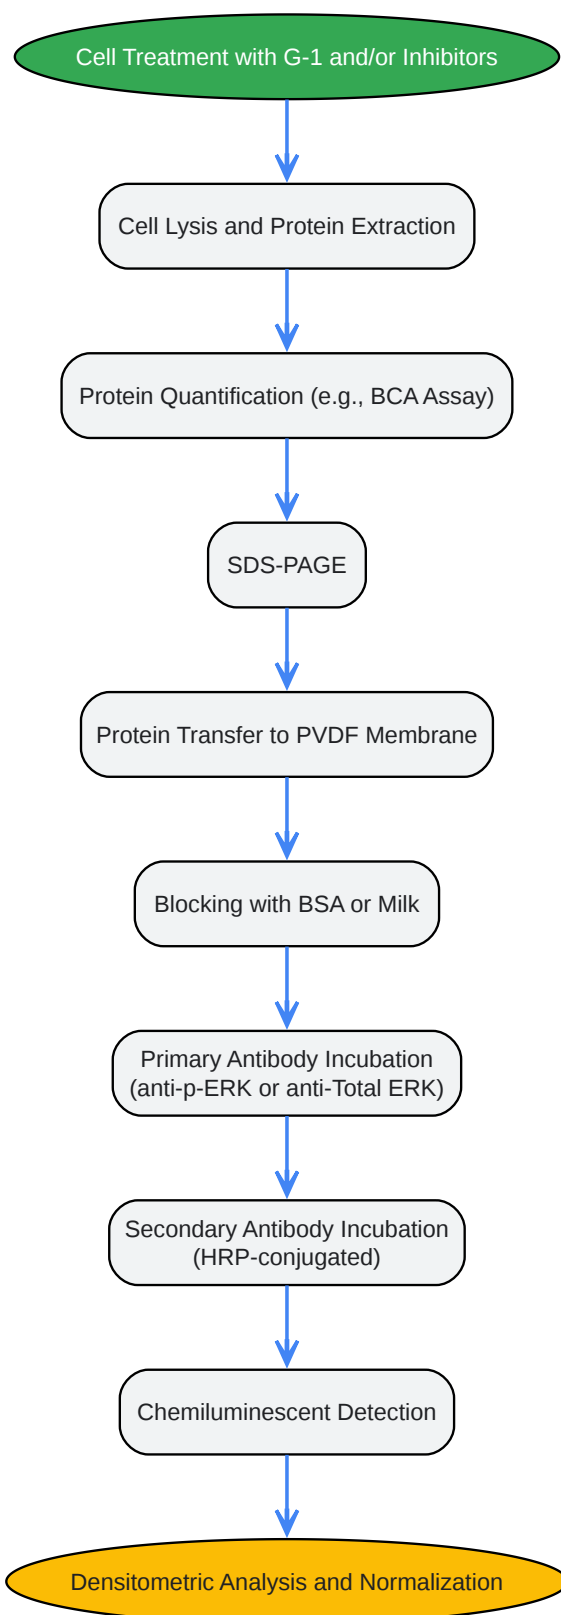 Cell Treatment with G-1 and/or Inhibitors
Cell Lysis and Protein Extraction
Protein Quantification (e.g., BCA Assay)
SDS-PAGE
Protein Transfer to PVDF Membrane
Blocking with BSA or Milk
Primary Antibody Incubation
(anti-p-ERK or anti-Total ERK)
Secondary Antibody Incubation
(HRP-conjugated)
Chemiluminescent Detection
Densitometric Analysis and Normalization